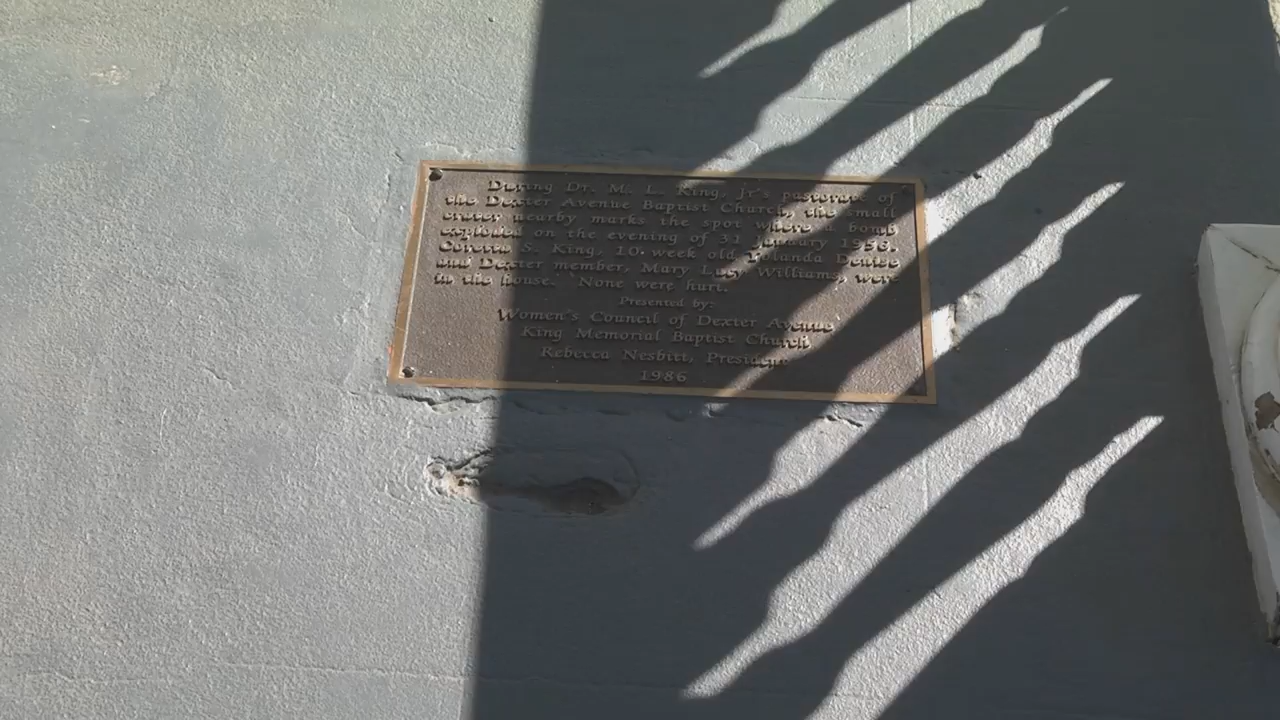 During Dr. M. L. King, Jr's pastorate of
the Dexter Avenue Baptist Church, the small
crater nearby marks the spot where a bomb
exploded on the evening of 31 January 1956.
Coretta S. King, 10-week old Yolanda Denise
and Dexter member, Mary Lucy Williams, were
in the house. None were hurt.
Presented by:
Women's Council of Dexter Avenue
King Memorial Baptist Church
Rebecca Nesbitt, President
1986